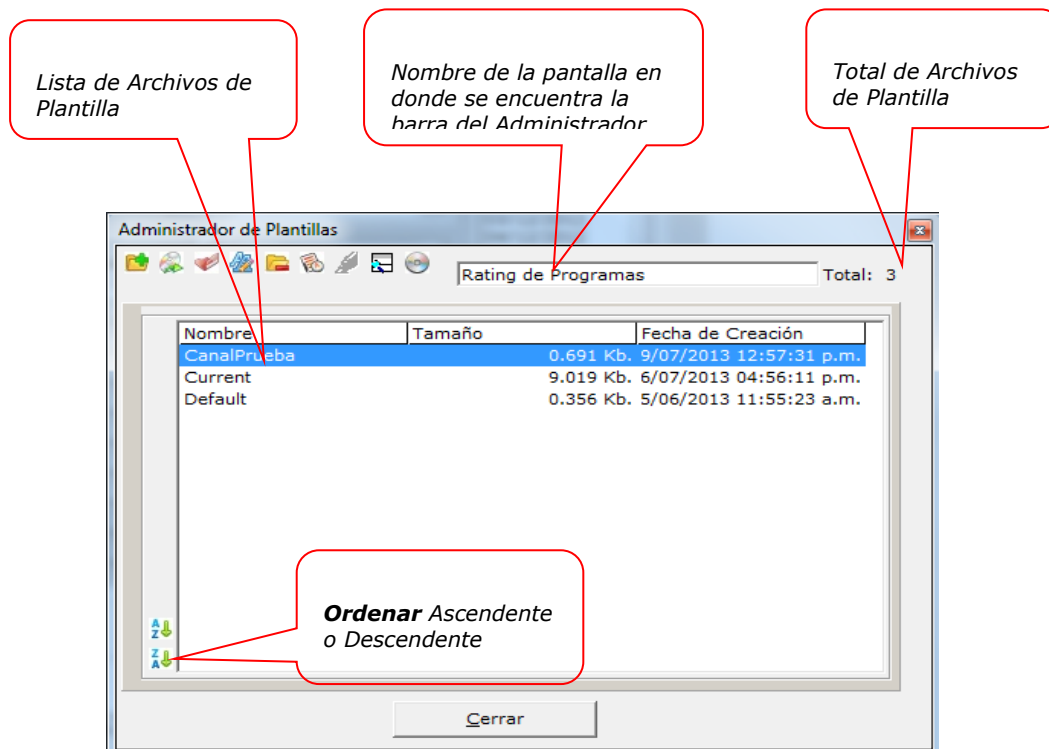 Lista de Archivos de
Plantilla
Nombre de la pantalla en
donde se encuentra la
barra del Administrador
Total de Archivos
de Plantilla
Administrador de Plantillas
Rating de Programas
Total: 3
Nombre Tamaño Fecha de Creación
CanalPrueba 0.691 Kb. 9/07/2013 12:57:31 p.m.
Current 9.019 Kb. 6/07/2013 04:56:11 p.m.
Default 0.356 Kb. 5/06/2013 11:55:23 a.m.
Ordenar Ascendente
o Descendente
A
Z
Z
A
Cerrar